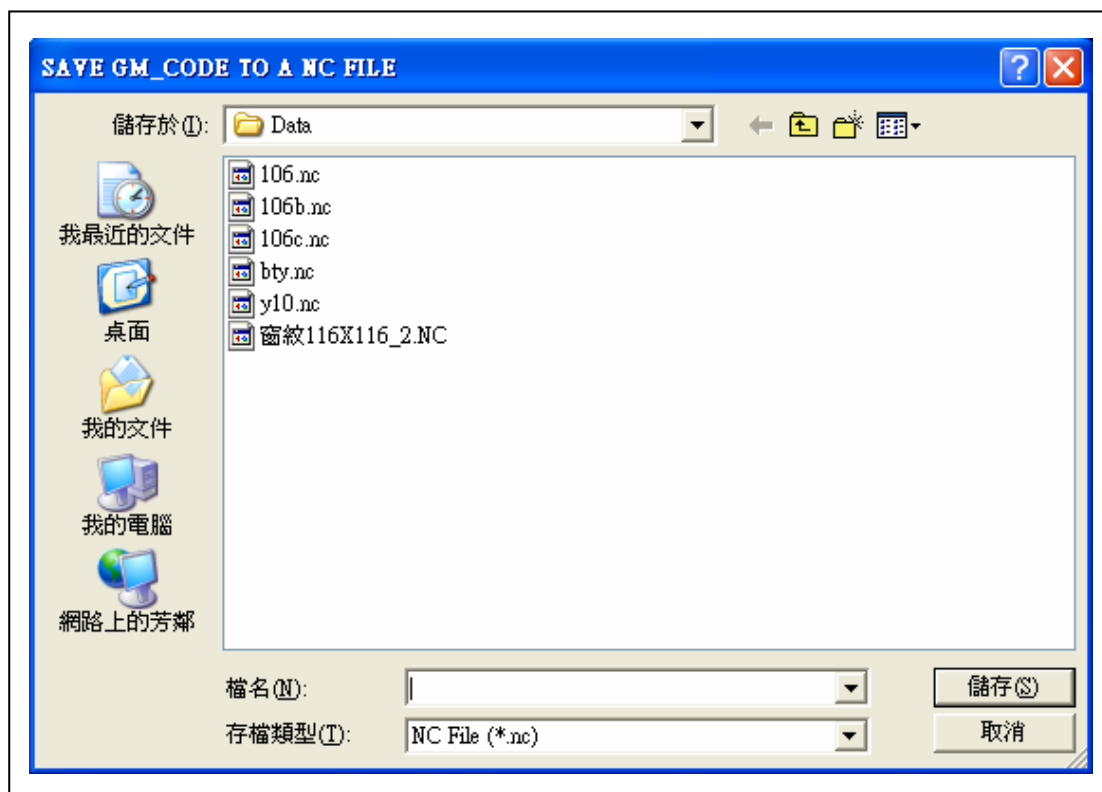 SAVE GM_CODE TO A NC FILE
儲存於(I):
Data
106.nc
106b.nc
106c.nc
bty.nc
y10.nc
窗紋116X116_2.NC
我最近的文件
桌面
我的文件
我的電腦
網路上的芳鄰
檔名(N):
儲存(S)
存檔類型(T):
NC File (*.nc)
取消